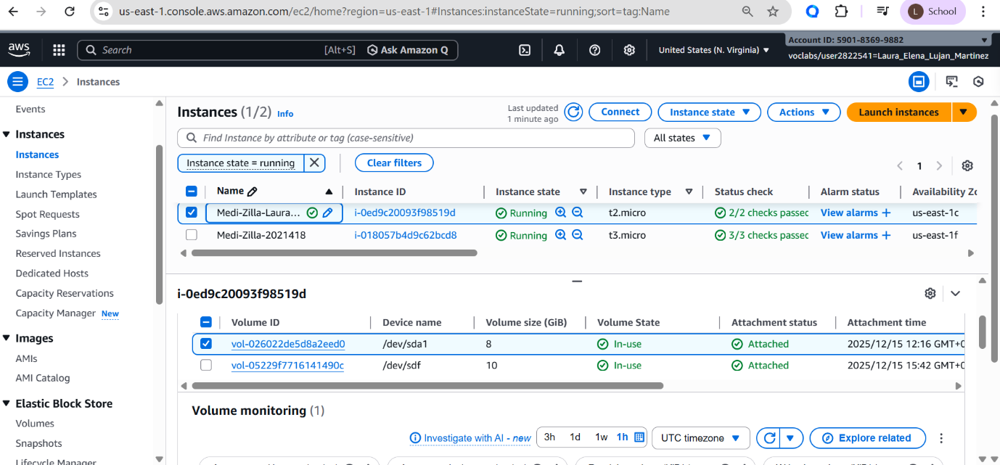 us-east-1.console.aws.amazon.com/ec2/home?region=us-east-1#Instances:instanceState=running;sort=tag:Name
L School
aws Search [Alt+S] Ask Amazon Q United States (N. Virginia) Account ID: 5901-8369-9882
voclabs/user2822541=Laura_Elena_Lujan_Martinez
EC2 Instances
Events
Instances
Instances
Instance Types
Launch Templates
Spot Requests
Savings Plans
Reserved Instances
Dedicated Hosts
Capacity Reservations
Capacity Manager New
Images
AMIs
AMI Catalog
Elastic Block Store
Volumes
Snapshots
Lifecycle Manager
Instances (1/2) Info
Last updated
1 minute ago
Connect Instance state Actions Launch instances
Find Instance by attribute or tag (case-sensitive) All states
Instance state = running Clear filters 1
Name Instance ID Instance state Instance type Status check Alarm status Availability Zo
Medi-Zilla-Laura... i-0ed9c20093f98519d Running t2.micro 2/2 checks passec View alarms + us-east-1c
Medi-Zilla-2021418 i-018057b4d9c62bcd8 Running t3.micro 3/3 checks passec View alarms + us-east-1f
i-0ed9c20093f98519d
Volume ID Device name Volume size (GiB) Volume State Attachment status Attachment time
vol-026022de5d8a2eed0 /dev/sda1 8 In-use Attached 2025/12/15 12:16 GMT+0
vol-05229f7716141490c /dev/sdf 10 In-use Attached 2025/12/15 15:42 GMT+0
Volume monitoring (1)
Investigate with AI - new 3h 1d 1w 1h UTC timezone Explore related